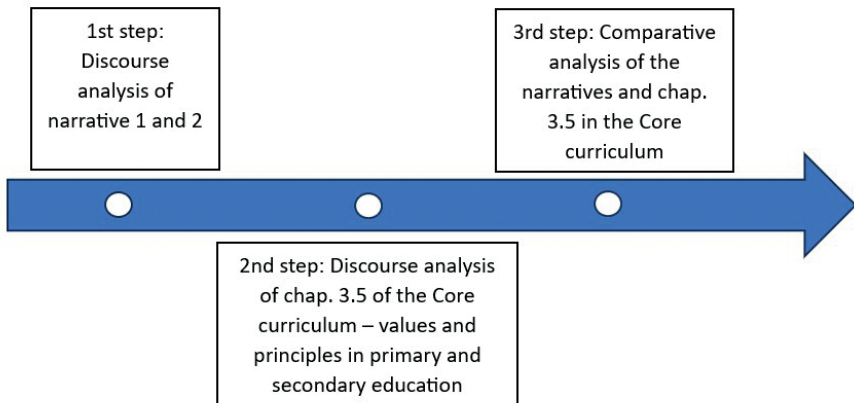 1st step:
Discourse
analysis of
narrative 1 and 2
2nd step: Discourse analysis
of chap. 3.5 of the Core
curriculum – values and
principles in primary and
secondary education
3rd step: Comparative
analysis of the
narratives and chap.
3.5 in the Core
curriculum